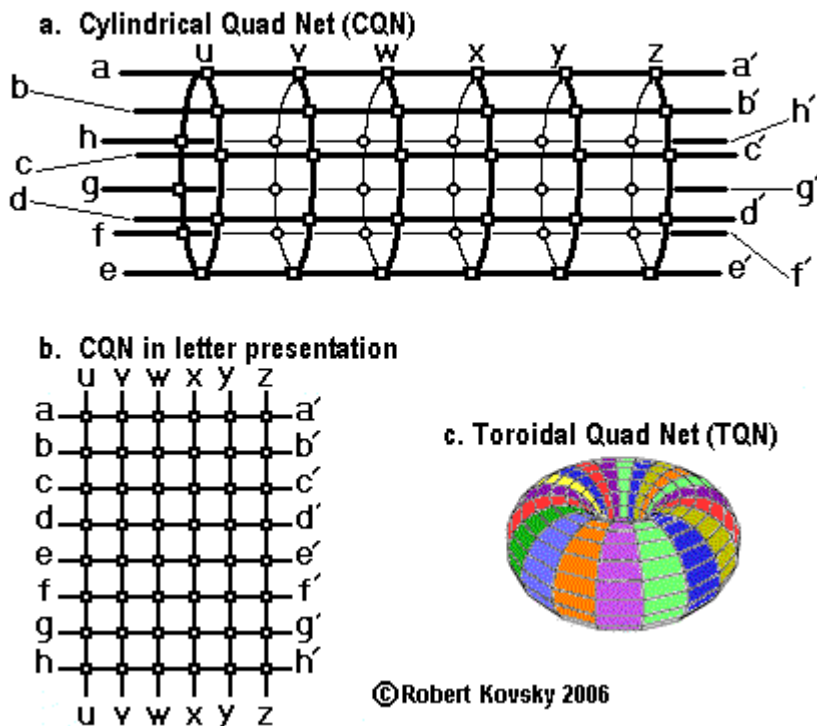 a. Cylindrical Quad Net (CQN)
u v w x y z
a a′
b b′
h h′
c c′
g g′
d d′
f f′
e e′
b. CQN in letter presentation
u v w x y z
a a′
b b′
c c′
d d′
e e′
f f′
g g′
h h′
u v w x y z
c. Toroidal Quad Net (TQN)
©Robert Kovsky 2006